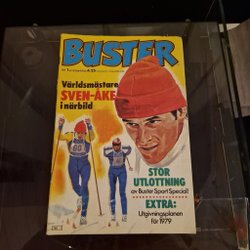 BUSTER
Världsmästare
SVEN-ÅKE
i närbild
STOR
UTLOTTNING
av Buster Sport Special!
EXTRA:
Utgivningsplanen
för 1979